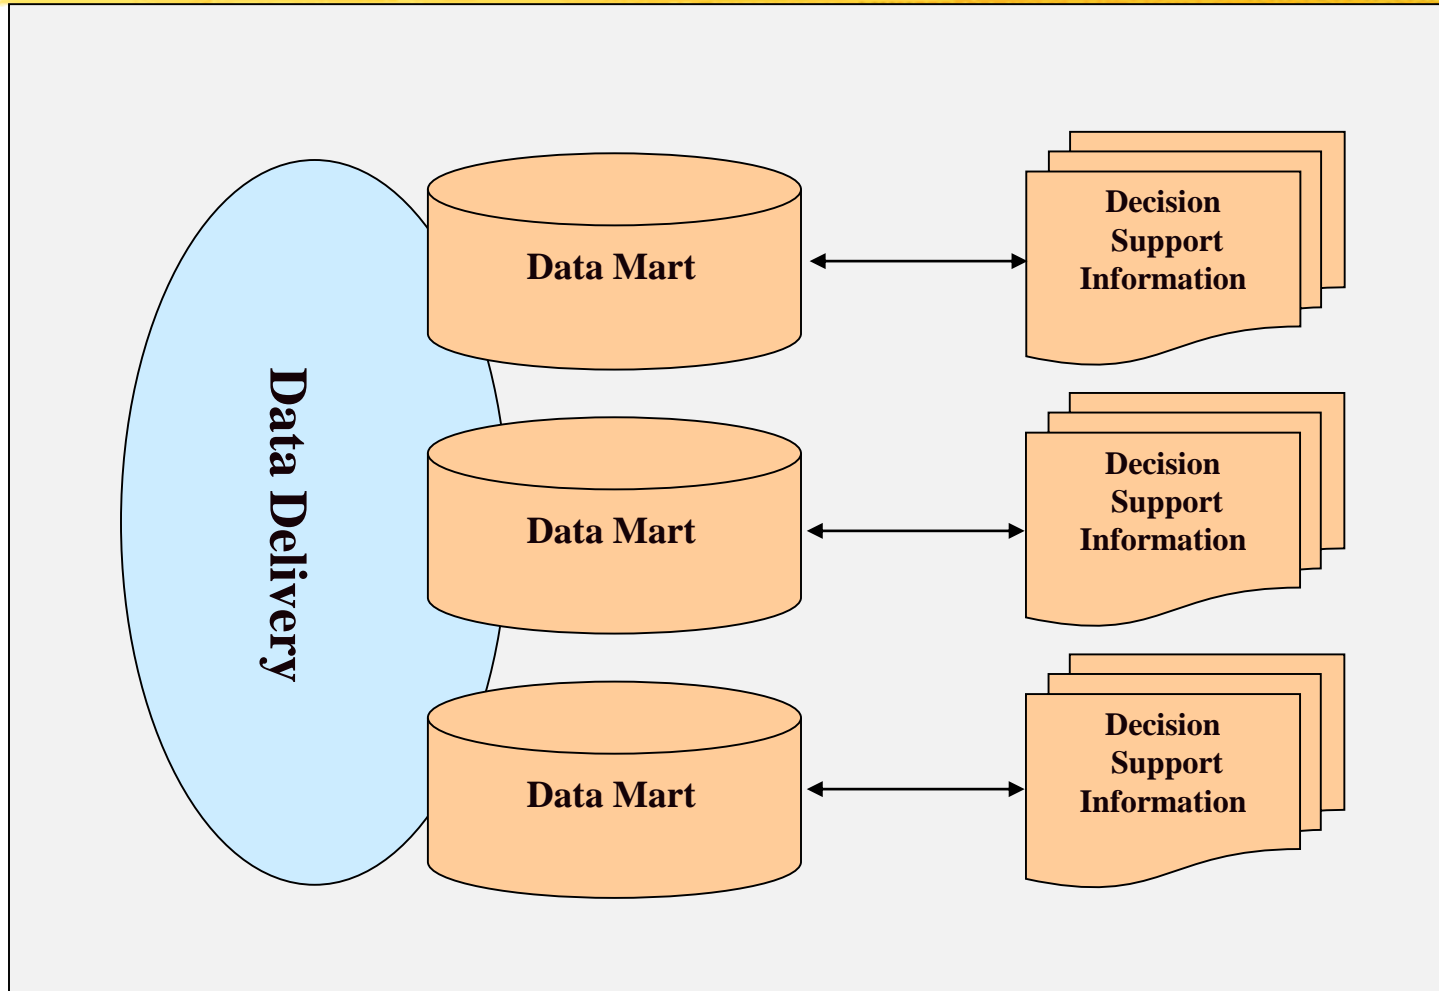 Data Delivery
Data Mart
Decision
Support
Information
Data Mart
Decision
Support
Information
Data Mart
Decision
Support
Information